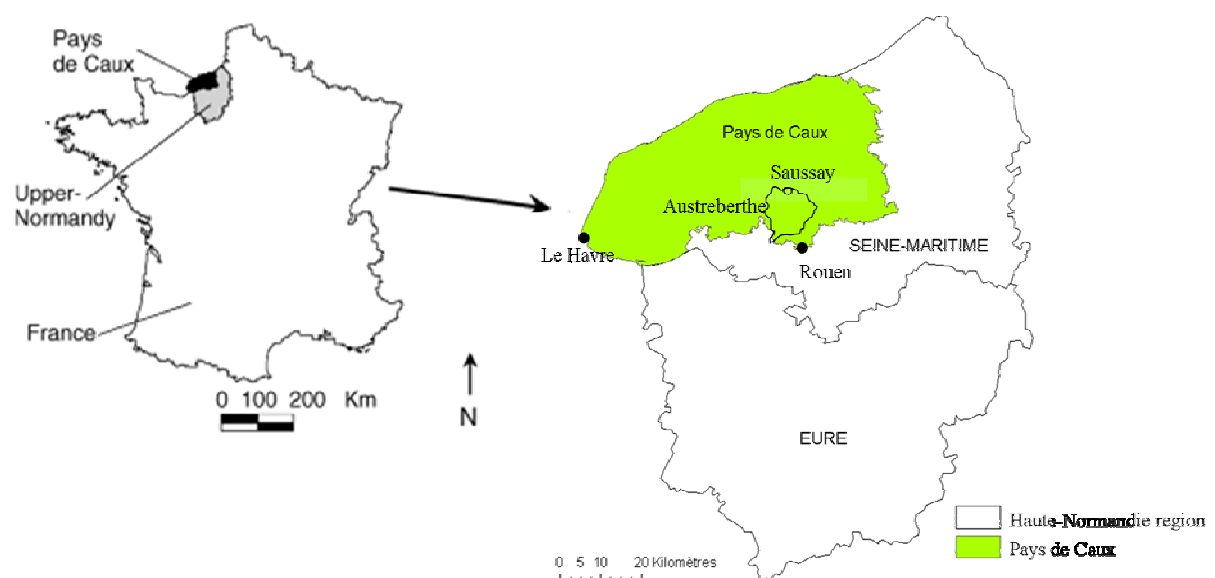 Pays
de Caux
Upper-
Normandy
France
0 100 200 Km
N
Pays de Caux
Saussay
Austreberthe
Le Havre
SEINE-MARITIME
Rouen
EURE
Haute-Normandie region
Pays de Caux
0 5 10 20 Kilomètres